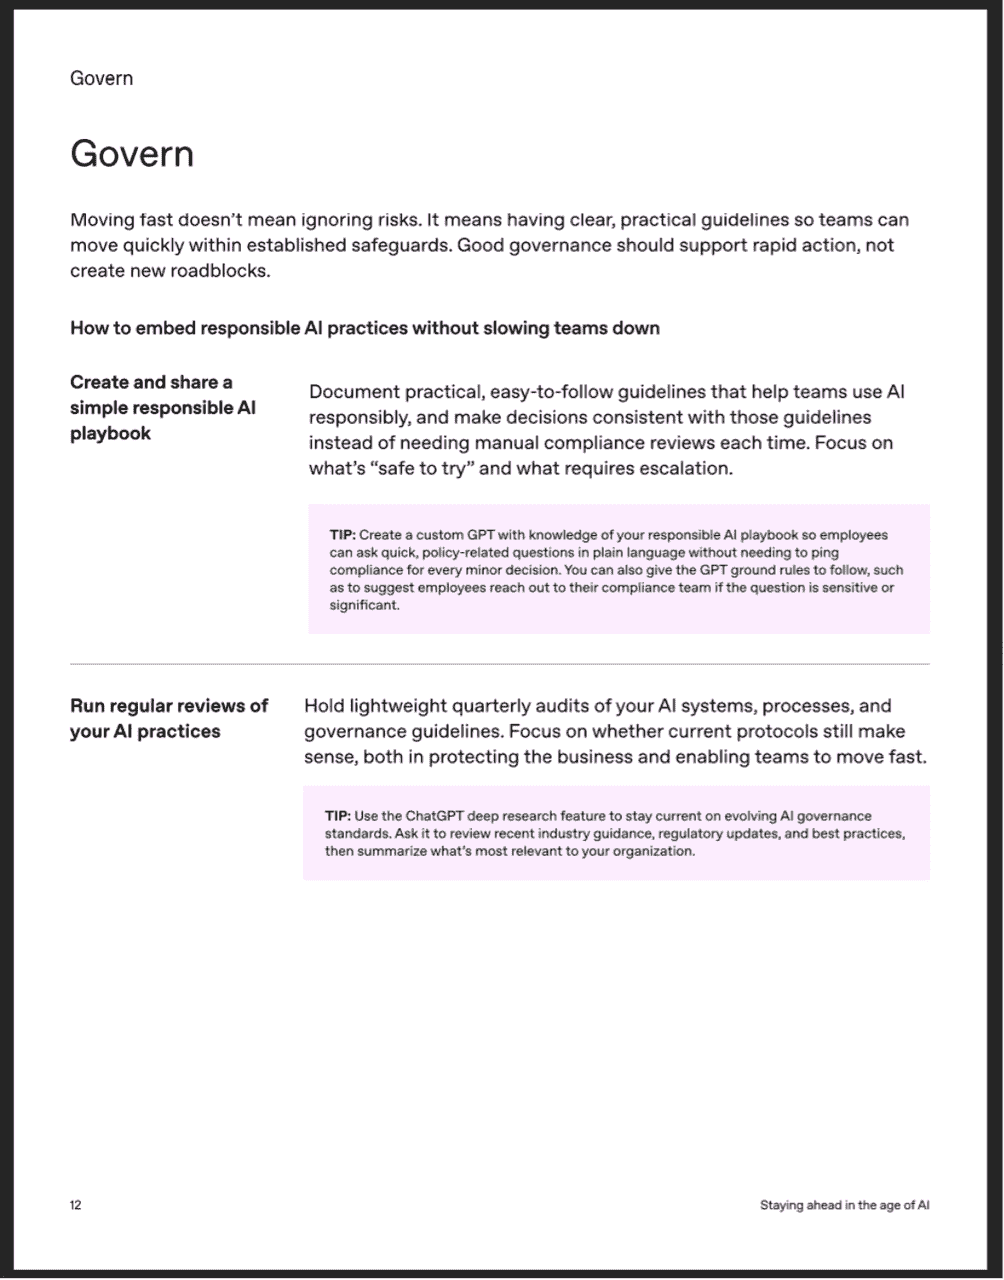 Govern
Govern
Moving fast doesn’t mean ignoring risks. It means having clear, practical guidelines so teams can
move quickly within established safeguards. Good governance should support rapid action, not
create new roadblocks.
How to embed responsible AI practices without slowing teams down
Create and share a
simple responsible AI
playbook
Document practical, easy-to-follow guidelines that help teams use AI
responsibly, and make decisions consistent with those guidelines
instead of needing manual compliance reviews each time. Focus on
what’s “safe to try” and what requires escalation.
TIP: Create a custom GPT with knowledge of your responsible AI playbook so employees
can ask quick, policy-related questions in plain language without needing to ping
compliance for every minor decision. You can also give the GPT ground rules to follow, such
as to suggest employees reach out to their compliance team if the question is sensitive or
significant.
Run regular reviews of
your AI practices
Hold lightweight quarterly audits of your AI systems, processes, and
governance guidelines. Focus on whether current protocols still make
sense, both in protecting the business and enabling teams to move fast.
TIP: Use the ChatGPT deep research feature to stay current on evolving AI governance
standards. Ask it to review recent industry guidance, regulatory updates, and best practices,
then summarize what’s most relevant to your organization.
12
Staying ahead in the age of AI